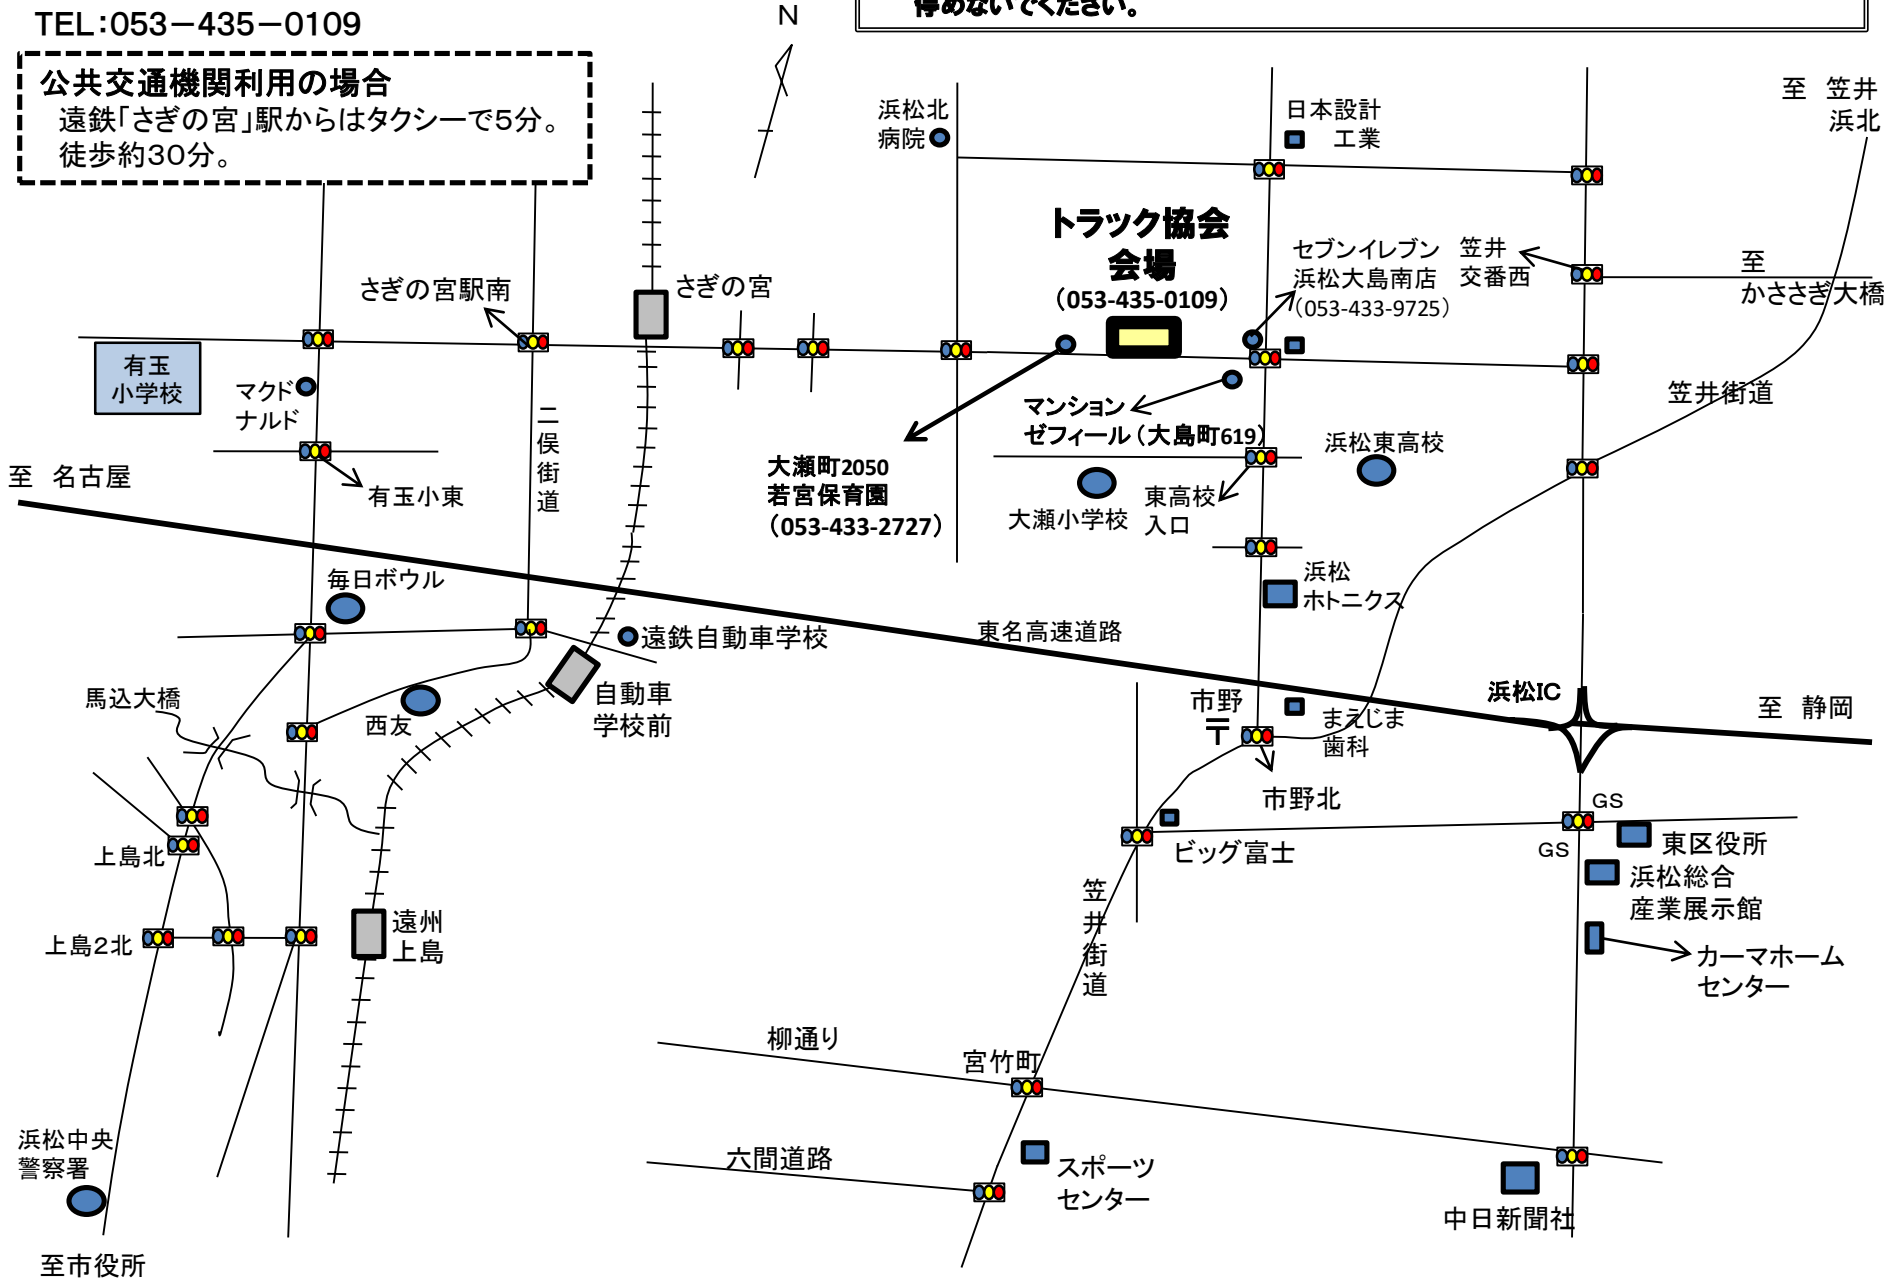 停めないでください。
TEL:053－435－0109
N
公共交通機関利用の場合
遠鉄「さぎの宮」駅からはタクシーで5分。
徒歩約30分。
浜松北
病院
日本設計
工業
至 笠井
浜北
トラック協会
会場
（053-435-0109）
セブンイレブン
浜松大島南店
（053-433-9725）
笠井
交番西
至
かささぎ大橋
さぎの宮駅南
さぎの宮
有玉
小学校
マクド
ナルド
二俣街道
マンション
ゼフィール（大島町619）
笠井街道
浜松東高校
至 名古屋
有玉小東
大瀬町2050
若宮保育園
（053-433-2727）
大瀬小学校
東高校
入口
毎日ボウル
浜松
ホトニクス
遠鉄自動車学校
東名高速道路
自動車
学校前
馬込大橋
西友
市野
〒
まえじま
歯科
浜松IC
至 静岡
市野北
GS
上島北
ビッグ富士
GS
東区役所
浜松総合
産業展示館
笠井街道
遠州
上島
上島2北
カーマホーム
センター
柳通り
宮竹町
浜松中央
警察署
六間道路
スポーツ
センター
中日新聞社
至市役所